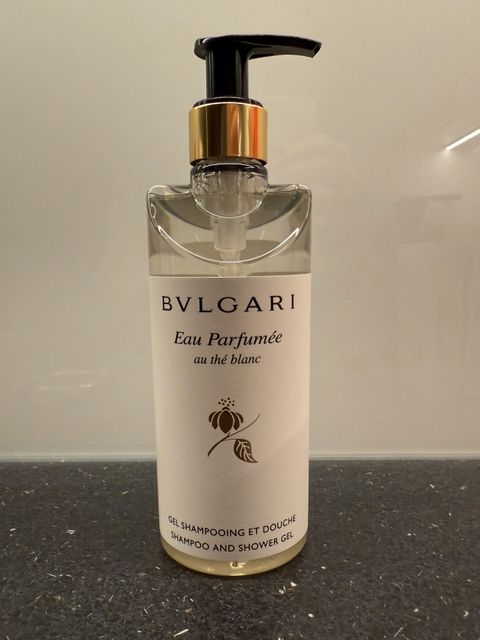 BVLGARI
Eau Parfumée
au thé blanc
GEL SHAMPOOING ET DOUCHE
SHAMPOO AND SHOWER GEL